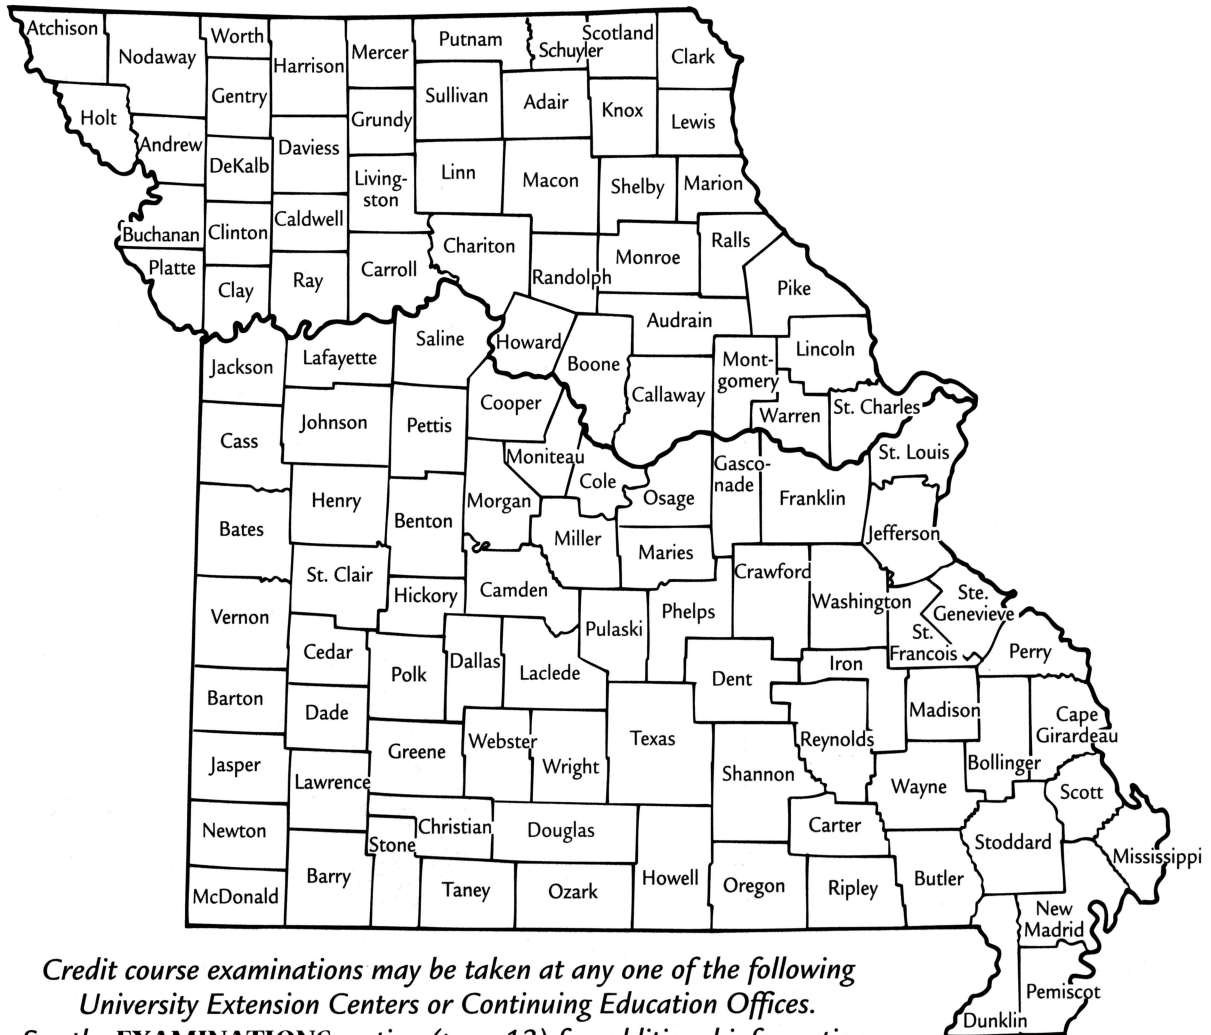 Atchison
Nodaway
Worth
Harrison
Mercer
Putnam
Schuyler
Scotland
Clark
Holt
Gentry
Grundy
Sullivan
Adair
Knox
Lewis
Andrew
DeKalb
Daviess
Living-
ston
Linn
Macon
Shelby
Marion
Buchanan
Clinton
Caldwell
Chariton
Randolph
Monroe
Ralls
Platte
Clay
Ray
Carroll
Pike
Audrain
Saline
Howard
Boone
Jackson
Lafayette
Callaway
Mont-
gomery
Lincoln
Cooper
Warren
St. Charles
Cass
Johnson
Pettis
Moniteau
Cole
St. Louis
Henry
Benton
Morgan
Osage
Gasco-
nade
Franklin
Bates
Miller
Maries
Jefferson
St. Clair
Hickory
Camden
Crawford
Washington
Ste.
Genevieve
Vernon
Pulaski
Phelps
St.
Francois
Perry
Cedar
Polk
Dallas
Laclede
Dent
Iron
Barton
Dade
Madison
Cape
Girardeau
Jasper
Greene
Webster
Wright
Texas
Reynolds
Bollinger
Lawrence
Shannon
Wayne
Scott
Newton
Stone
Christian
Douglas
Carter
Stoddard
Mississippi
McDonald
Barry
Taney
Ozark
Howell
Oregon
Ripley
Butler
New
Madrid
Pemiscot
Dunklin
Credit course examinations may be taken at any one of the following
University Extension Centers or Continuing Education Offices.